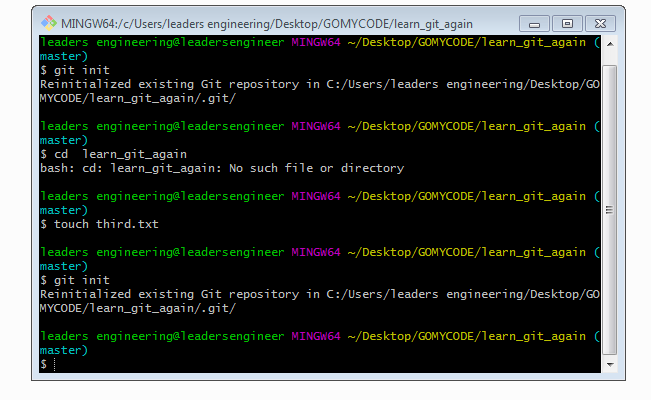 MINGW64:/c/Users/leaders engineering/Desktop/GOMYCODE/learn_git_again
leaders engineering@leadersengineer MINGW64 ~/Desktop/GOMYCODE/learn_git_again (
master)
$ git init
Reinitialized existing Git repository in C:/Users/leaders engineering/Desktop/GO
MYCODE/learn_git_again/.git/
leaders engineering@leadersengineer MINGW64 ~/Desktop/GOMYCODE/learn_git_again (
master)
$ cd  learn_git_again
bash: cd: learn_git_again: No such file or directory
leaders engineering@leadersengineer MINGW64 ~/Desktop/GOMYCODE/learn_git_again (
master)
$ touch third.txt
leaders engineering@leadersengineer MINGW64 ~/Desktop/GOMYCODE/learn_git_again (
master)
$ git init
Reinitialized existing Git repository in C:/Users/leaders engineering/Desktop/GO
MYCODE/learn_git_again/.git/
leaders engineering@leadersengineer MINGW64 ~/Desktop/GOMYCODE/learn_git_again (
master)
$